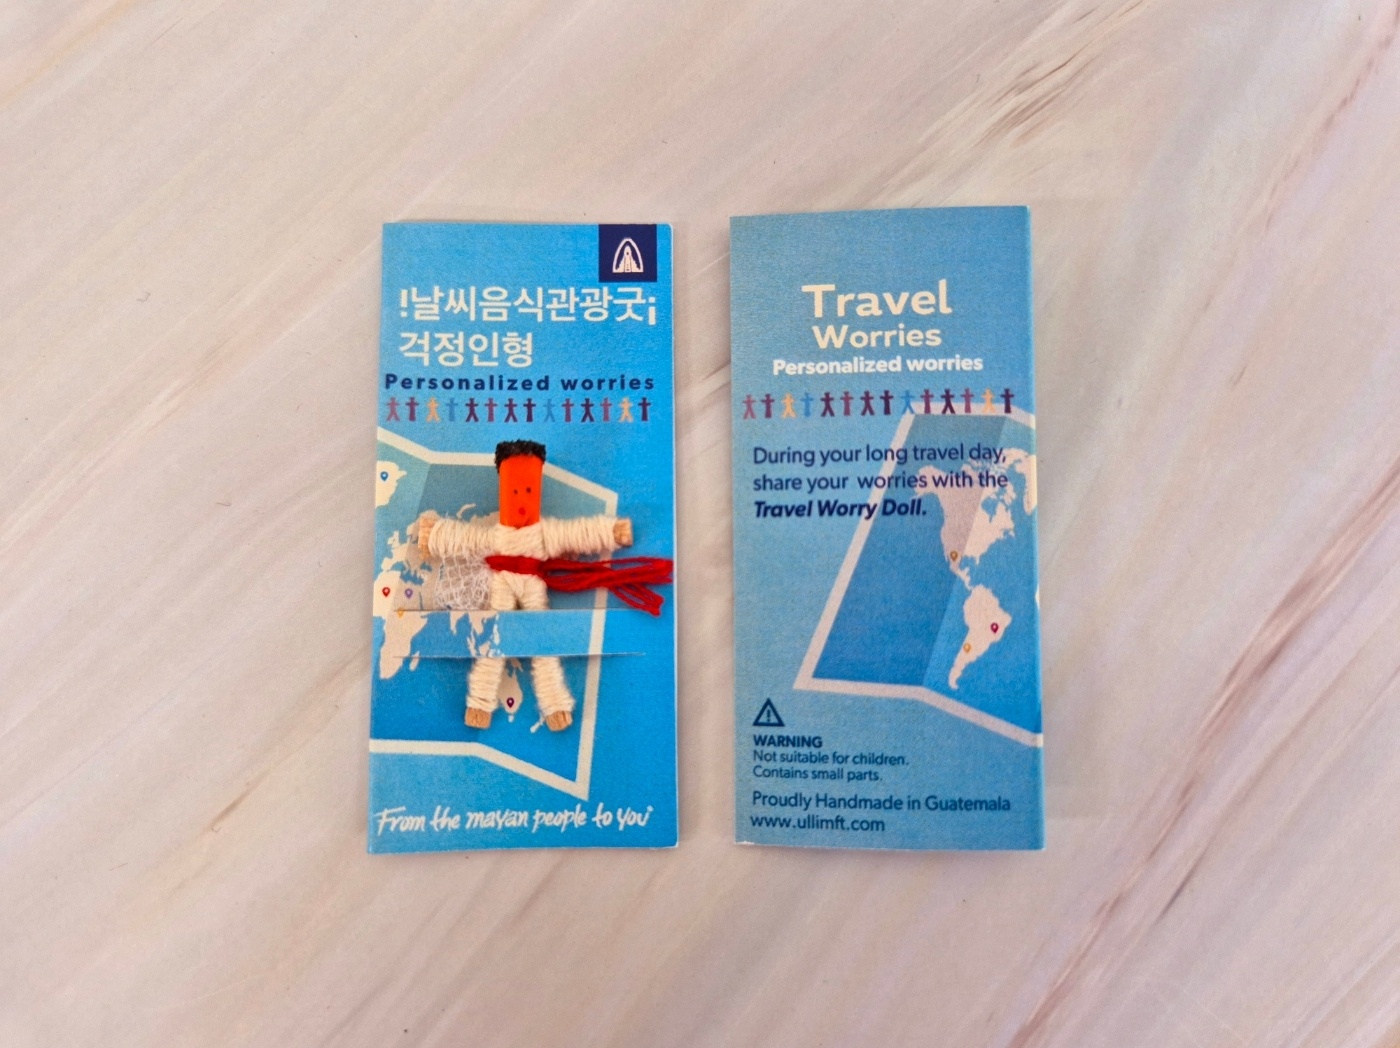 !날씨음식관광굿¡
걱정인형
Personalized worries
From the mayan people to you
Travel
Worries
Personalized worries
During your long travel day,
share your worries with the
Travel Worry Doll.
WARNING
Not suitable for children.
Contains small parts.
Proudly Handmade in Guatemala
www.ullimft.com